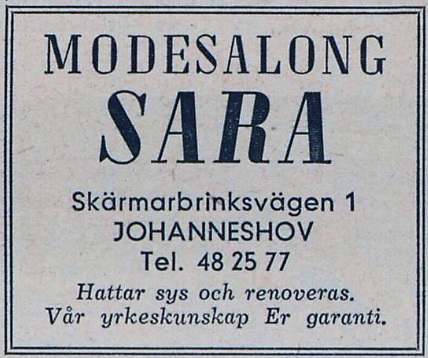 MODESALONG
SARA
Skärmarbrinksvägen 1
JOHANNESHOV
Tel. 48 25 77
Hattar sys och renoveras.
Vår yrkeskunskap Er garanti.